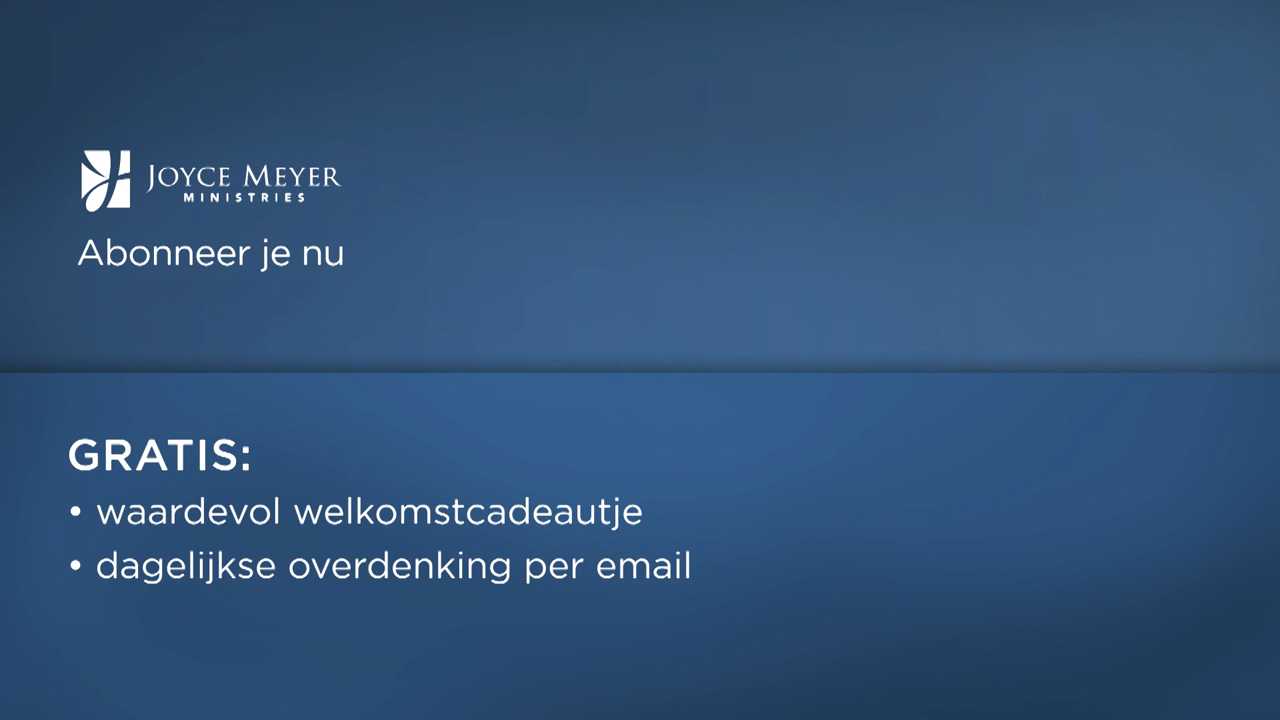 JOYCE MEYER
MINISTRIES
Abonneer je nu
GRATIS:
• waardevol welkomstcadeautje
• dagelijkse overdenking per email